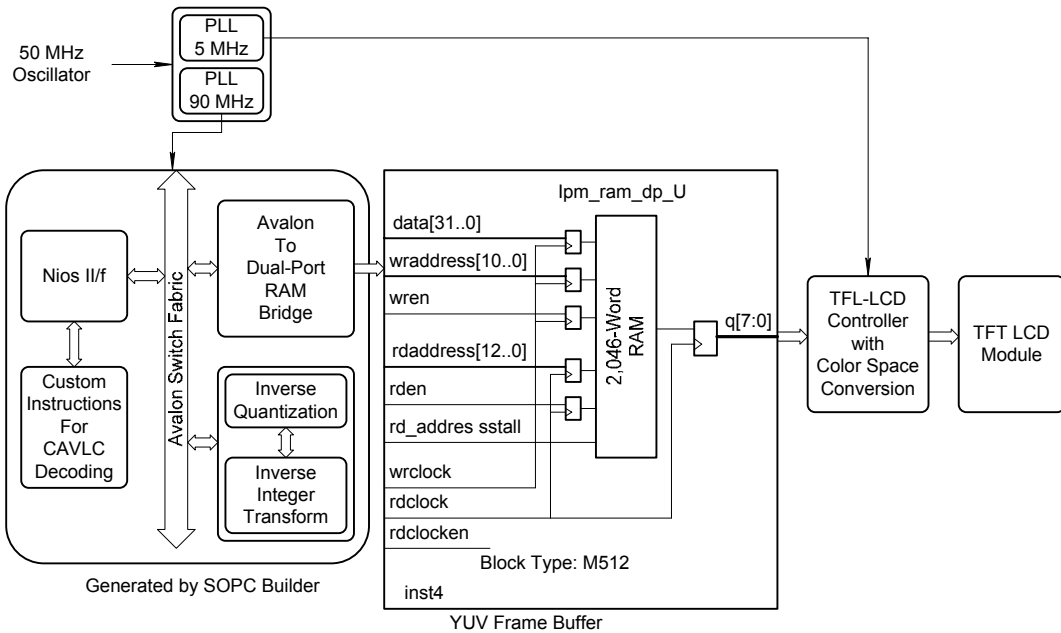 PLL
5 MHz
50 MHz
Oscillator
PLL
90 MHz
Nios II/f
Custom
Instructions
For
CAVLC
Decoding
Avalon Switch Fabric
Avalon
To
Dual-Port
RAM
Bridge
Inverse
Quantization
Inverse
Integer
Transform
Generated by SOPC Builder
lpm_ram_dp_U
data[31..0]
wraddress[10..0]
wren
rdaddress[12..0]
rden
rd_addres sstall
wrclock
rdclock
rdclocken
2,046-Word
RAM
q[7:0]
Block Type: M512
inst4
YUV Frame Buffer
TFL-LCD
Controller
with
Color Space
Conversion
TFT LCD
Module